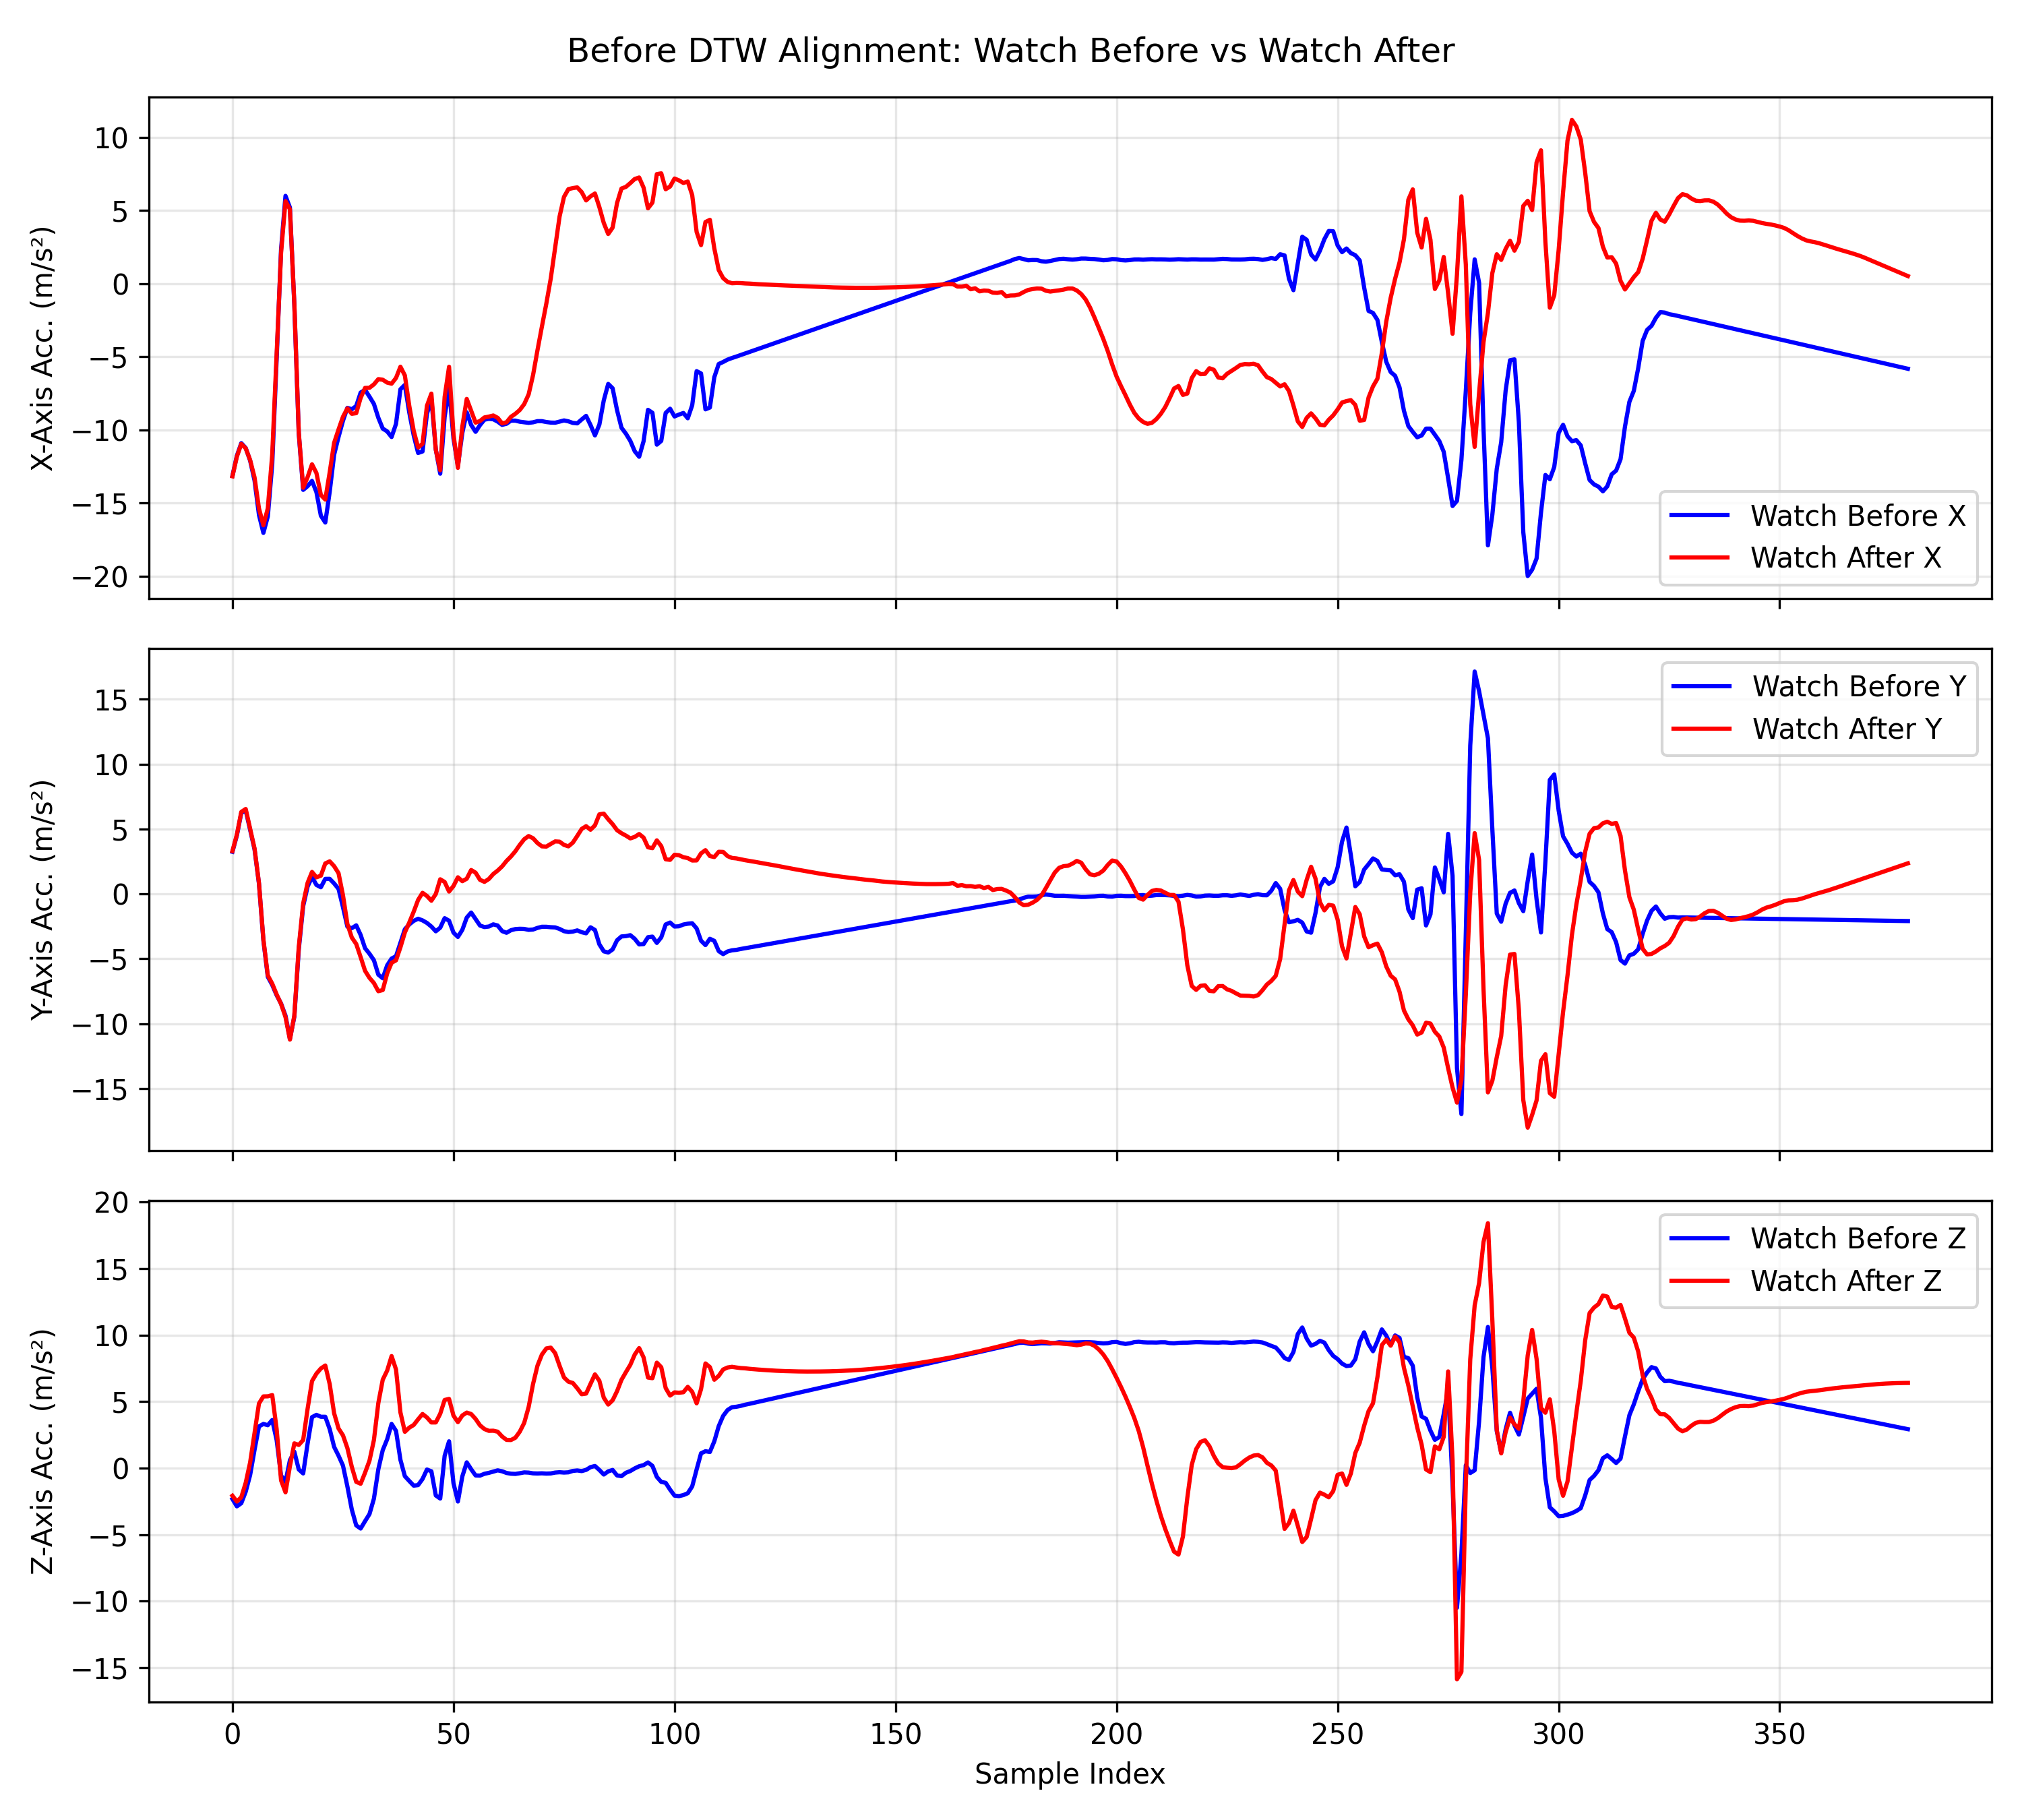 Before DTW Alignment: Watch Before vs Watch After
X-Axis Acc. (m/s²)
10
5
0
−5
−10
−15
−20
Watch Before X
Watch After X
Y-Axis Acc. (m/s²)
15
10
5
0
−5
−10
−15
Watch Before Y
Watch After Y
Z-Axis Acc. (m/s²)
20
15
10
5
0
−5
−10
−15
Watch Before Z
Watch After Z
0 50 100 150 200 250 300 350
Sample Index